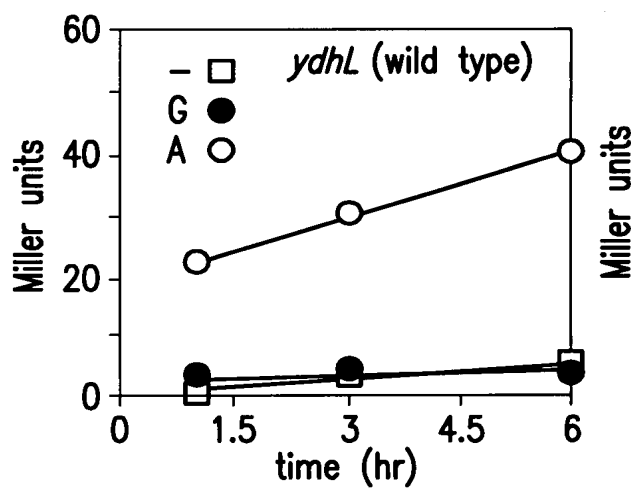 60
40
20
0
Miller units
– □ ydhL (wild type)
G ●
A ○
0 1.5 3 4.5 6
time (hr)
Miller units